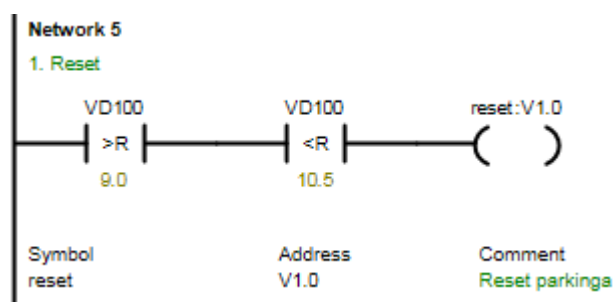 Network 5
1. Reset
VD100 VD100 reset:V1.0
>R <R
9.0 10.5
Symbol Address Comment
reset V1.0 Reset parkinga